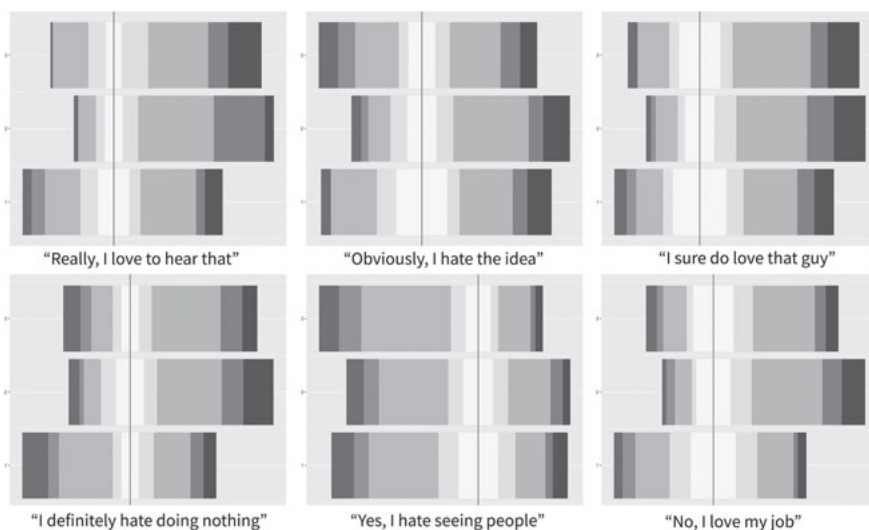 “Really, I love to hear that”
“Obviously, I hate the idea”
“I sure do love that guy”
“I definitely hate doing nothing”
“Yes, I hate seeing people”
“No, I love my job”